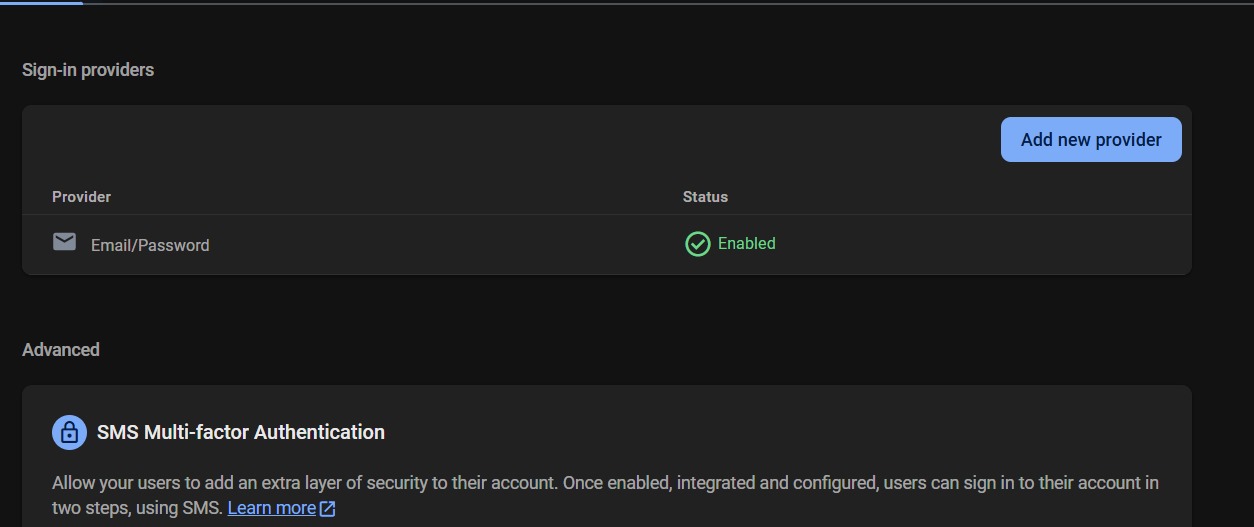 Sign-in providers
Add new provider
Provider Status
Email/Password Enabled
Advanced
SMS Multi-factor Authentication
Allow your users to add an extra layer of security to their account. Once enabled, integrated and configured, users can sign in to their account in
two steps, using SMS. Learn more